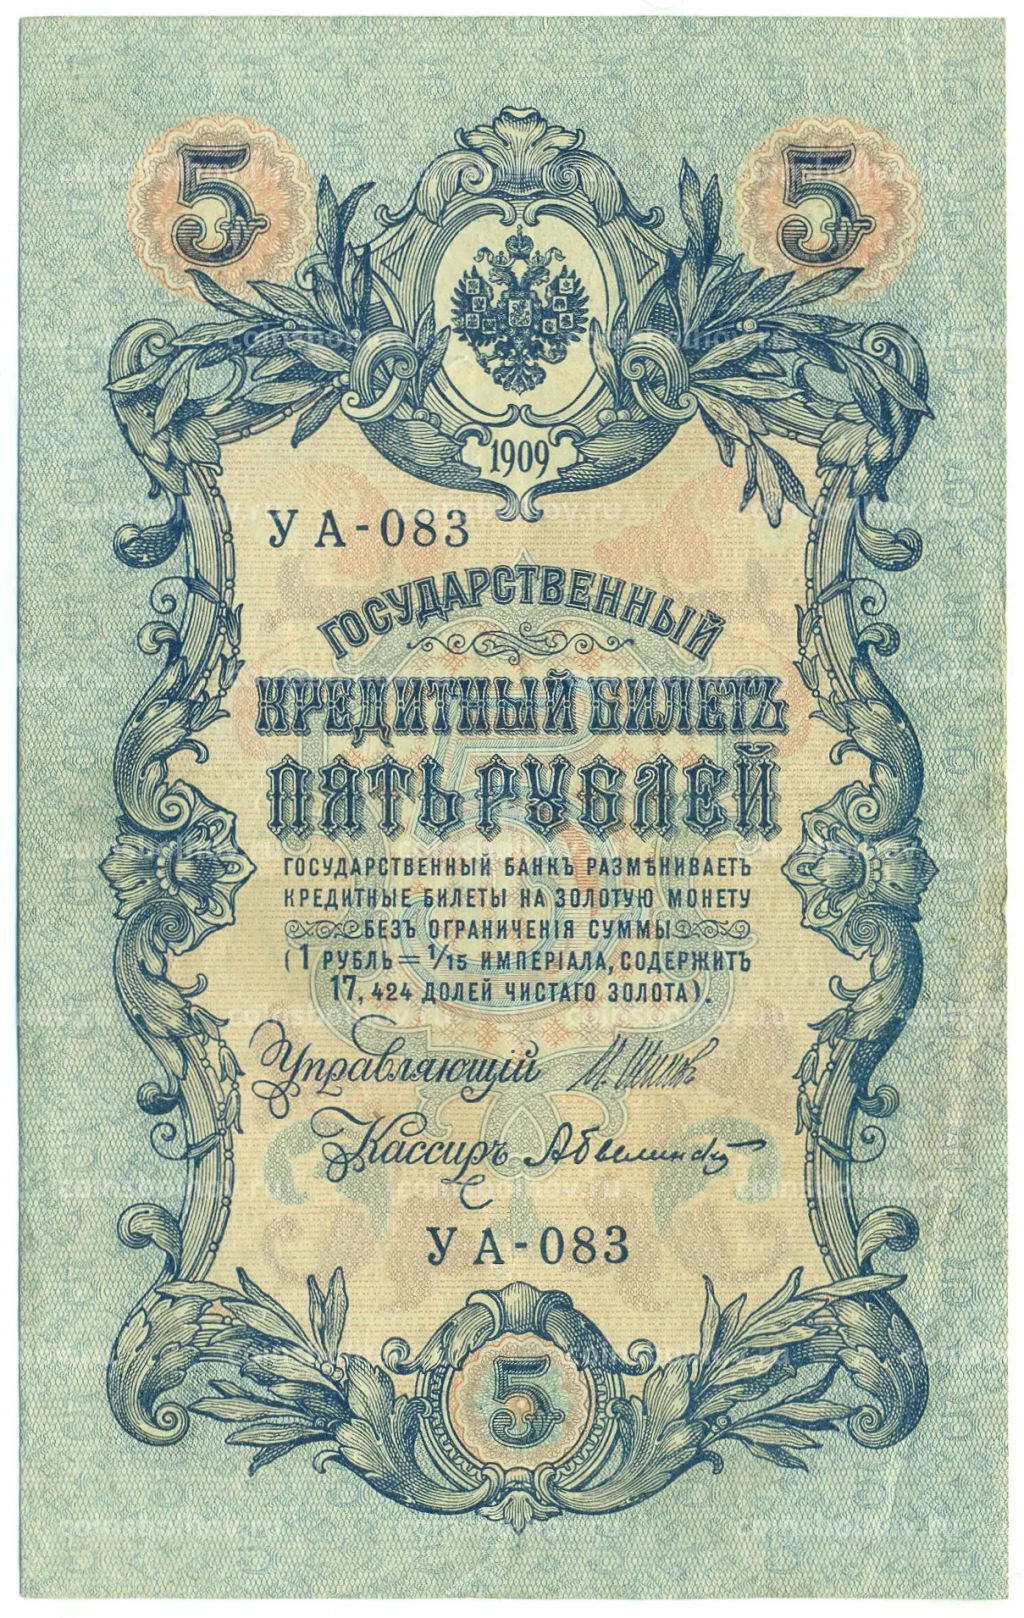 5 5
1909
УА-083
ГОСУДАРСТВЕННЫЙ
КРЕДИТНЫЙ БИЛЕТЪ
ПЯТЬ РУБЛЕЙ
ГОСУДАРСТВЕННЫЙ БАНКЪ РАЗМѢНИВАЕТЪ
КРЕДИТНЫЕ БИЛЕТЫ НА ЗОЛОТУЮ МОНЕТУ
БЕЗЪ ОГРАНИЧЕНІЯ СУММЫ
(1 РУБЛЬ = 1/15 ИМПЕРІАЛА, СОДЕРЖИТЪ
17,424 ДОЛЕЙ ЧИСТАГО ЗОЛОТА).
Управляющій И. Шипов
Кассиръ
УА-083
5